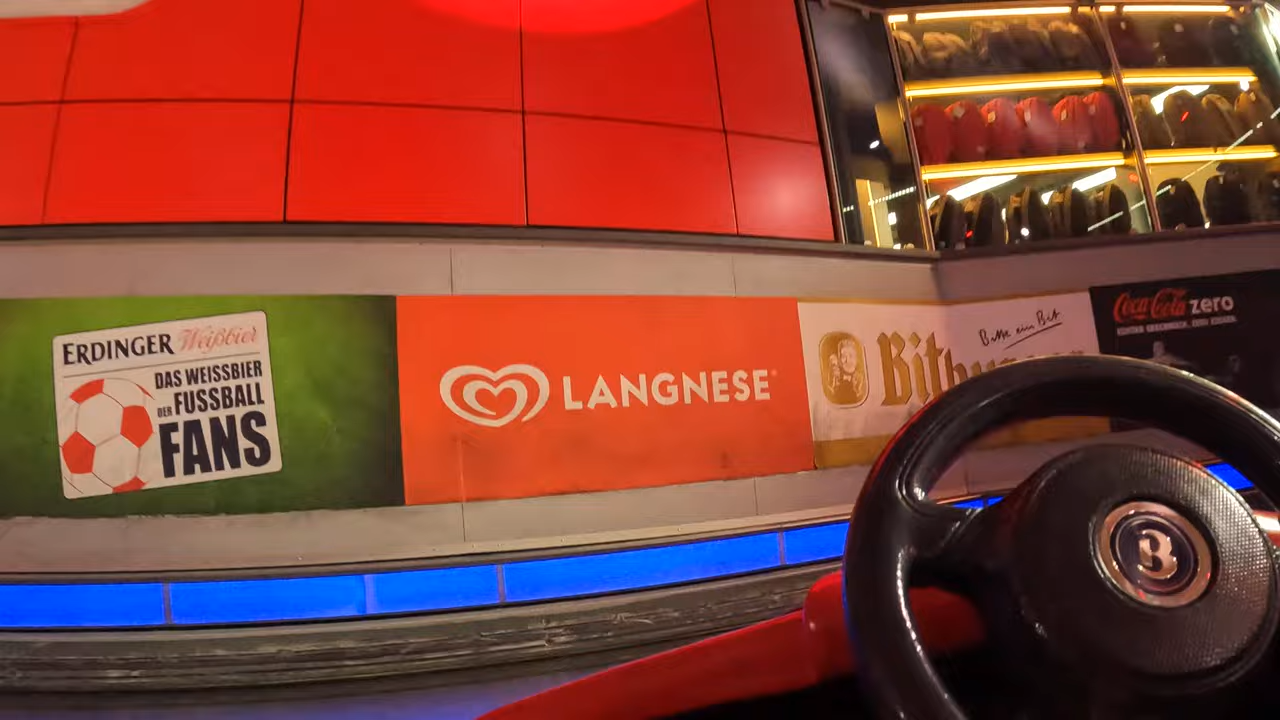 ERDINGER Weißbier
DAS WEISSBIER
DER FUSSBALL
FANS
LANGNESE
Bitte ein Bit
Coca-Cola zero
B